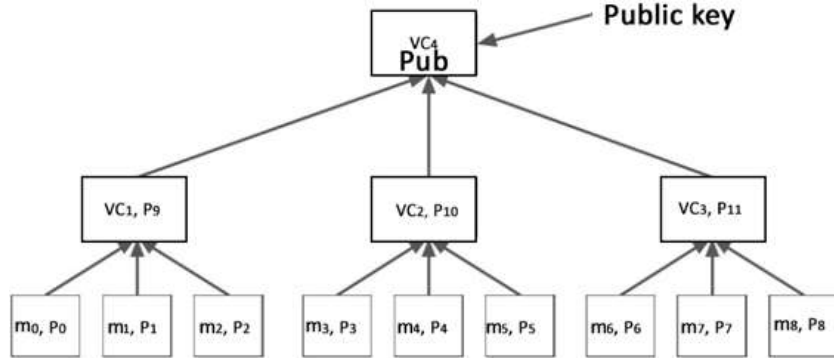 Public key
VC4
Pub
VC1, P9
VC2, P10
VC3, P11
m0, P0
m1, P1
m2, P2
m3, P3
m4, P4
m5, P5
m6, P6
m7, P7
m8, P8